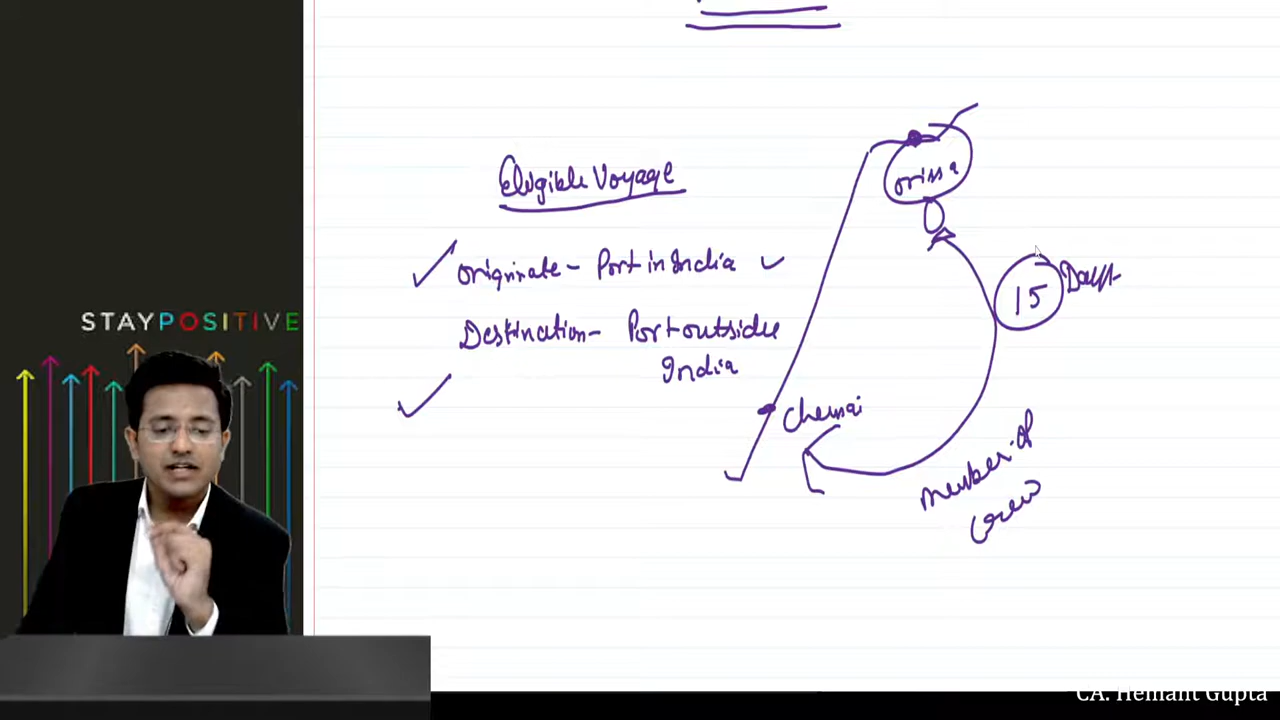 Eligible Voyage
originate - Port in India
Destination - Port outside
India
orissa
15 Days
chennai
member of
crew
STAYPOSITIVE
CA. Hemant Gupta